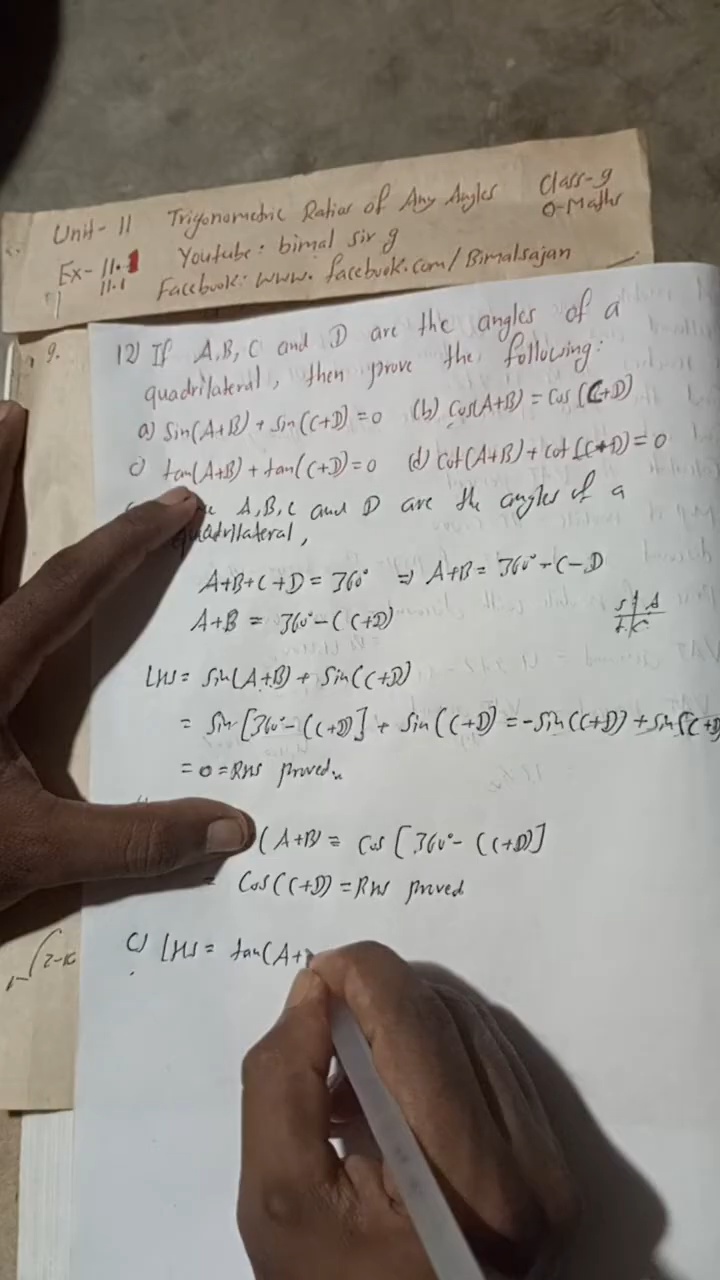 Unit- 11 Trigonometric Ratios of Any Angles Class-9
O-Maths
Ex- 11.1 Youtube: bimal sir g
11.1
Facebook: www.facebook.com/Bimalsajan
9.
12) If A,B,C and D are the angles of a
quadrilateral, then prove the following:
a) sin(A+B) + sin(C+D)=0 (b) cos(A+B) = cos(C+D)
c) tan(A+B) + tan(C+D)=0 (d) cot(A+B) + cot(C+D)=0
A,B,C and D are the angles of a
quadrilateral,
A+B+C+D = 360° ⇒ A+B = 360°-C-D
A+B = 360°-(C+D)
LHS = sin(A+B) + sin(C+D)
= sin[360°-(C+D)] + sin(C+D) = -sin(C+D) + sin(C+D
= 0 = RHS proved
(A+B) = cos[360°-(C+D)]
= cos(C+D) = RHS proved
c) LHS = tan(A+